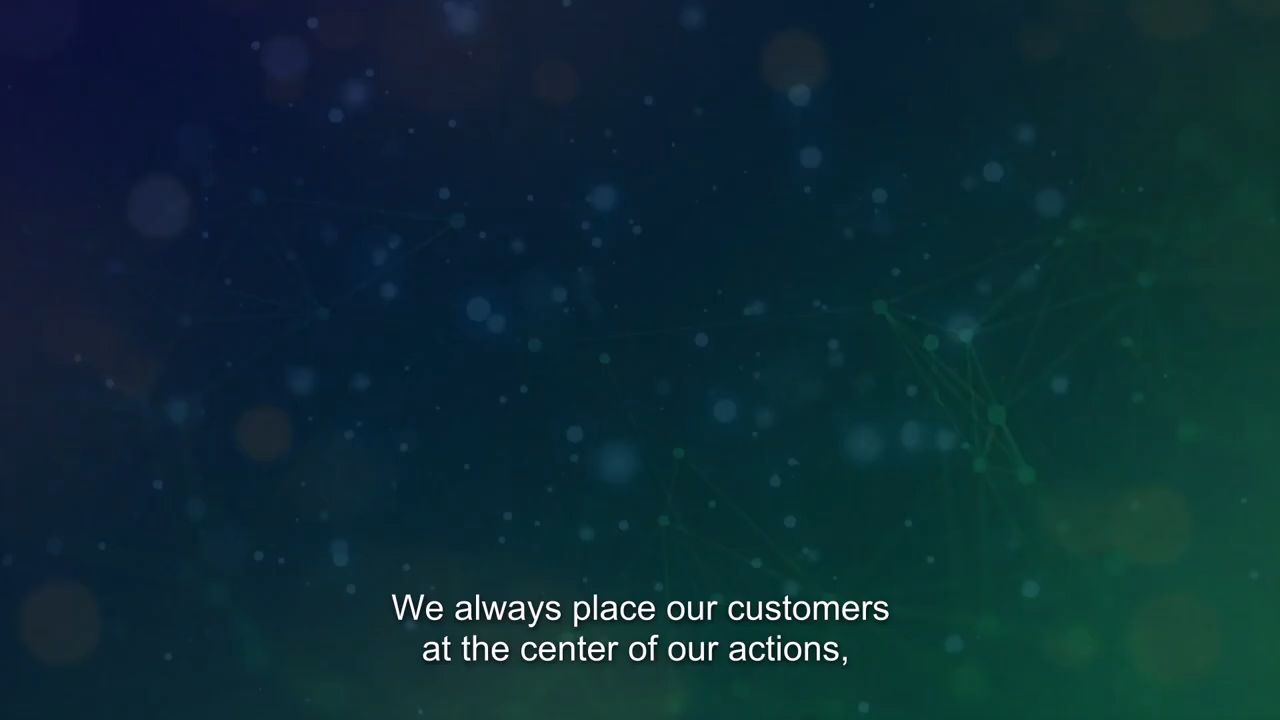 We always place our customers
at the center of our actions,